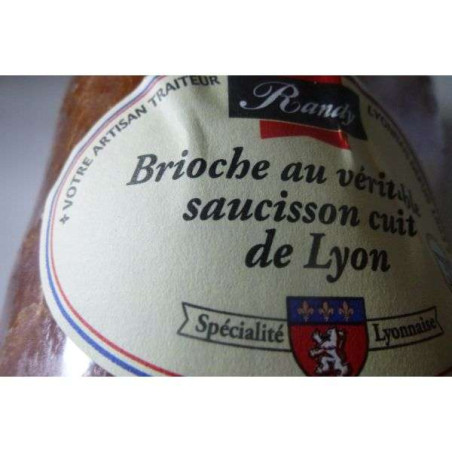 Randy
✦ VOTRE ARTISAN TRAITEUR
Brioche au véritable
saucisson cuit
de Lyon
Spécialité Lyonnaise